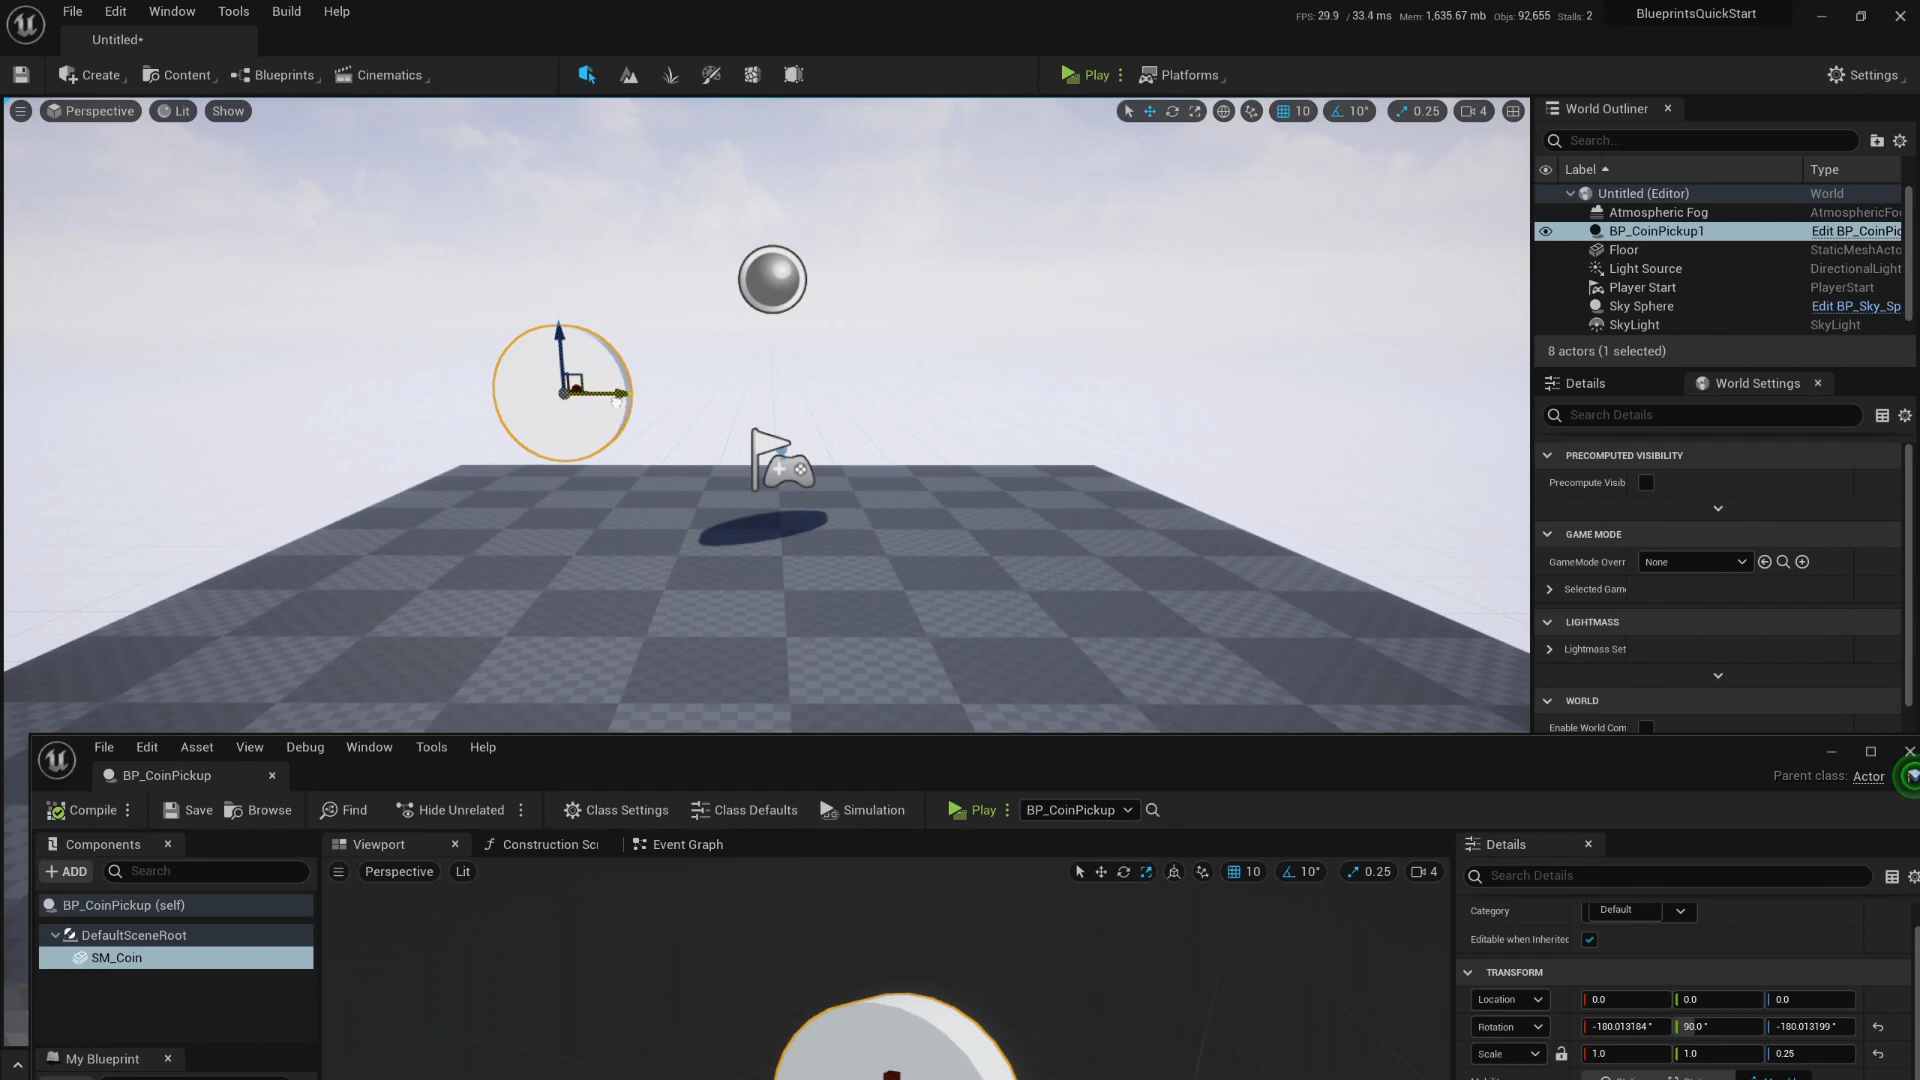 File Edit Window Tools Build Help
FPS: 29.9 / 33.4 ms Mem: 1,635.67 mb Objs: 92,655 Stalls: 2
BlueprintsQuickStart
Untitled*
Create Content Blueprints Cinematics
Play Platforms
Settings
Perspective Lit Show
10 10° 0.25 4
World Outliner
Search...
Label Type
Untitled (Editor) World
Atmospheric Fog AtmosphericFo
BP_CoinPickup1 Edit BP_CoinPic
Floor StaticMeshActo
Light Source DirectionalLight
Player Start PlayerStart
Sky Sphere Edit BP_Sky_Sp
SkyLight SkyLight
8 actors (1 selected)
Details World Settings
Search Details
PRECOMPUTED VISIBILITY
Precompute Visib
GAME MODE
GameMode Overr None
Selected Gam
LIGHTMASS
Lightmass Set
WORLD
Enable World Com
File Edit Asset View Debug Window Tools Help
BP_CoinPickup
Parent class: Actor
Compile Save Browse Find Hide Unrelated Class Settings Class Defaults Simulation Play BP_CoinPickup
Components
ADD Search
BP_CoinPickup (self)
DefaultSceneRoot
SM_Coin
My Blueprint
Viewport Construction Scr Event Graph
Perspective Lit
10 10° 0.25 4
Details
Search Details
Category Default
Editable when Inherited
TRANSFORM
Location 0.0 0.0 0.0
Rotation -180.013184° 90.0° -180.013199°
Scale 1.0 1.0 0.25